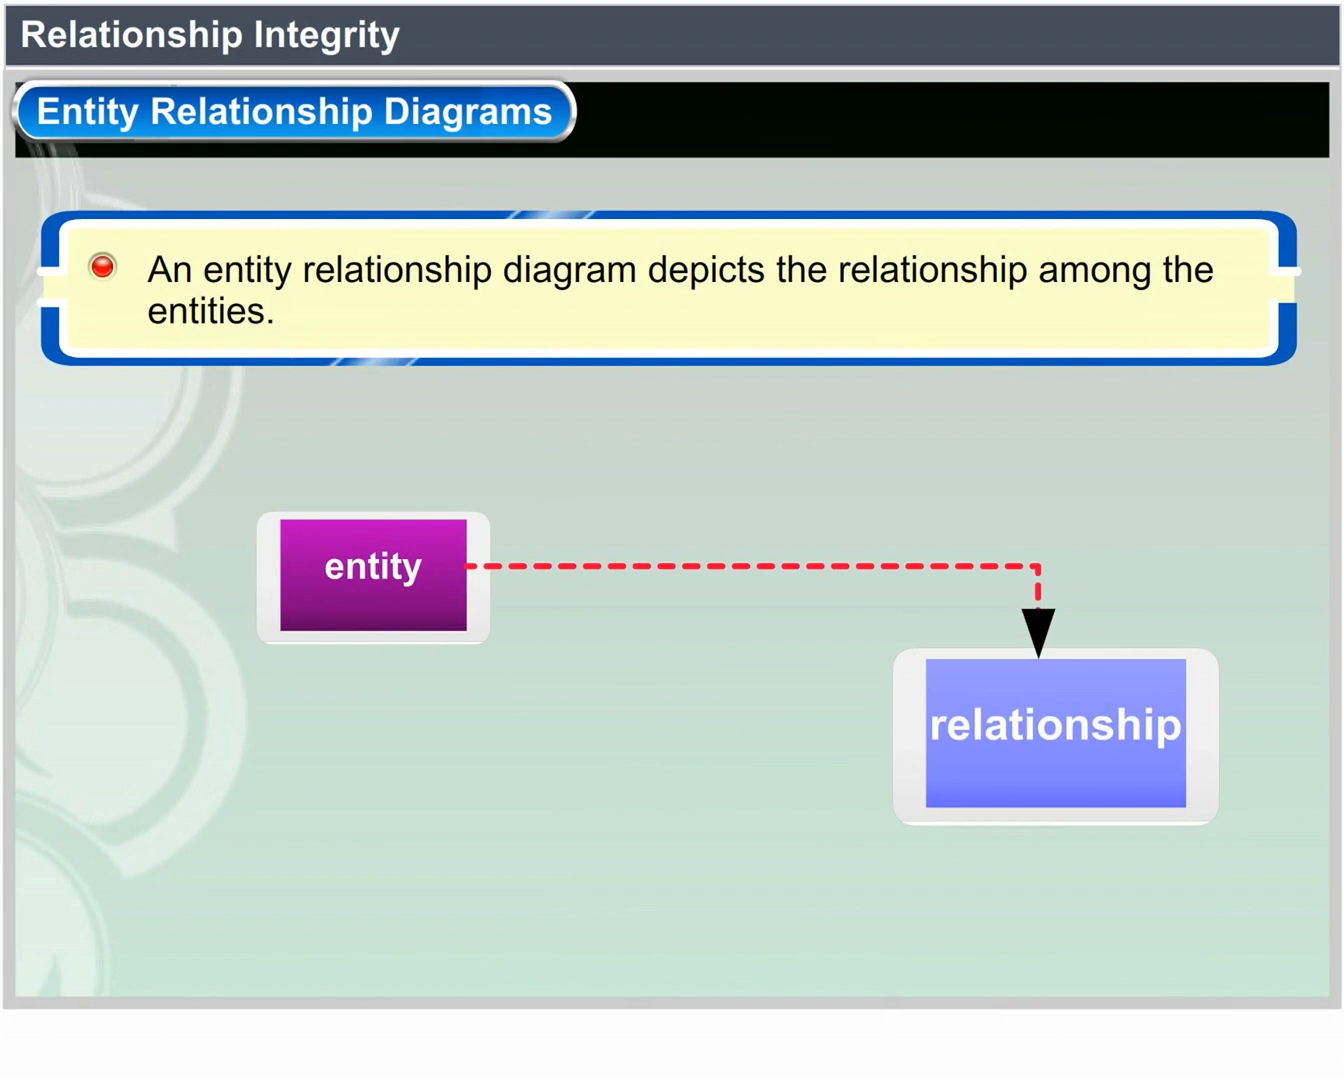 Relationship Integrity
Entity Relationship Diagrams
An entity relationship diagram depicts the relationship among the
entities.
entity
relationship